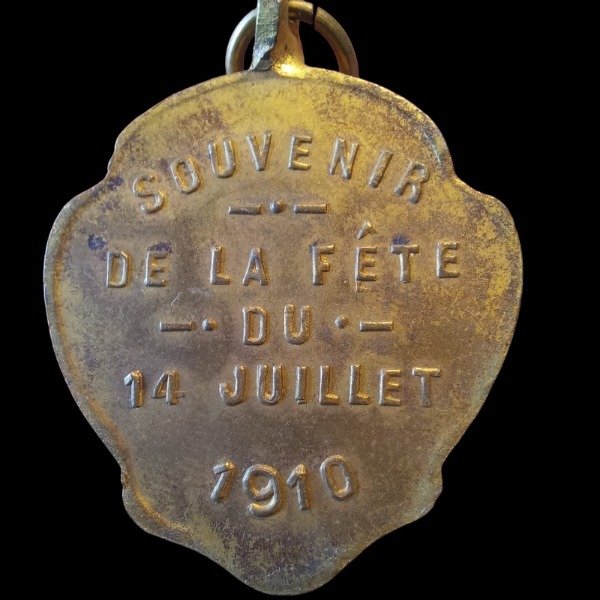 SOUVENIR
DE LA FÊTE
DU
14 JUILLET
1910